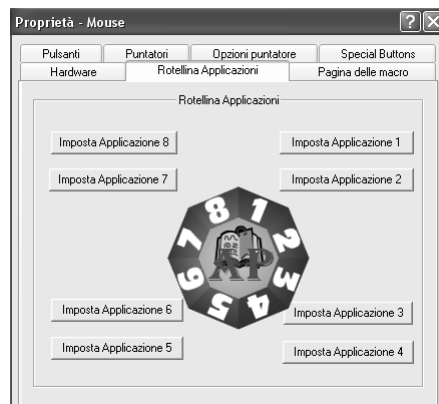 Proprietà - Mouse
Pulsanti Puntatori Opzioni puntatore Special Buttons
Hardware Rotellina Applicazioni Pagina delle macro
Rotellina Applicazioni
Imposta Applicazione 8 Imposta Applicazione 1
Imposta Applicazione 7 Imposta Applicazione 2
8 1
7 2
AP
6 3
5 4
Imposta Applicazione 6 Imposta Applicazione 3
Imposta Applicazione 5 Imposta Applicazione 4